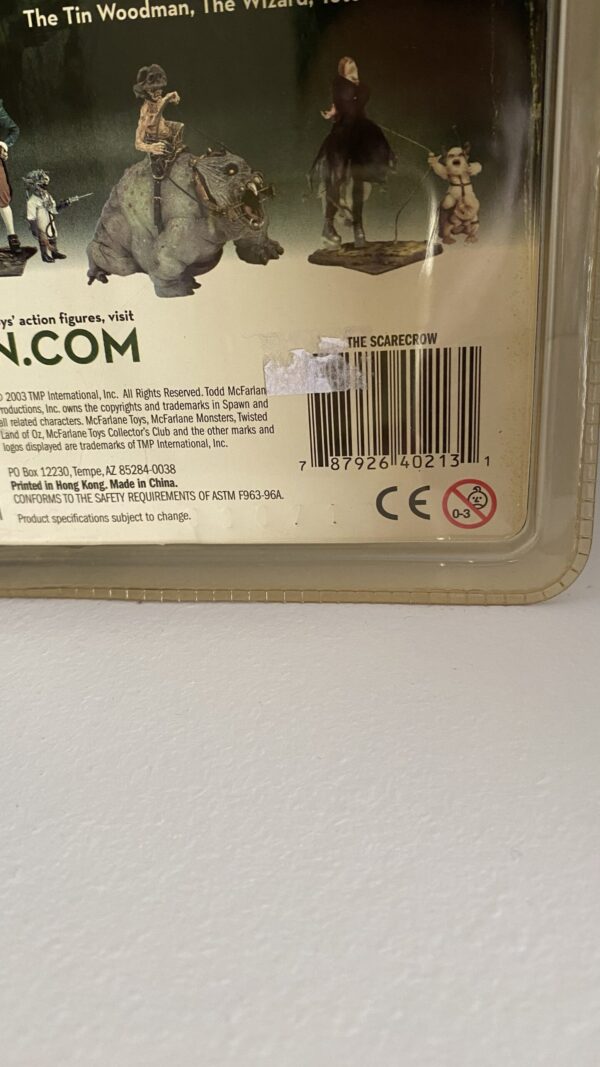 The Tin Woodman, The Wizard,
ys' action figures, visit
N.COM
THE SCARECROW
© 2003 TMP International, Inc. All Rights Reserved. Todd McFarlan
roductions, Inc. owns the copyrights and trademarks in Spawn and
all related characters. McFarlane Toys, McFarlane Monsters, Twisted
Land of Oz, McFarlane Toys Collector's Club and the other marks and
logos displayed are trademarks of TMP International, Inc.
7 87926 40213 1
PO Box 12230, Tempe, AZ 85284-0038
Printed in Hong Kong. Made in China.
CONFORMS TO THE SAFETY REQUIREMENTS OF ASTM F963-96A.
Product specifications subject to change.
CE
0-3